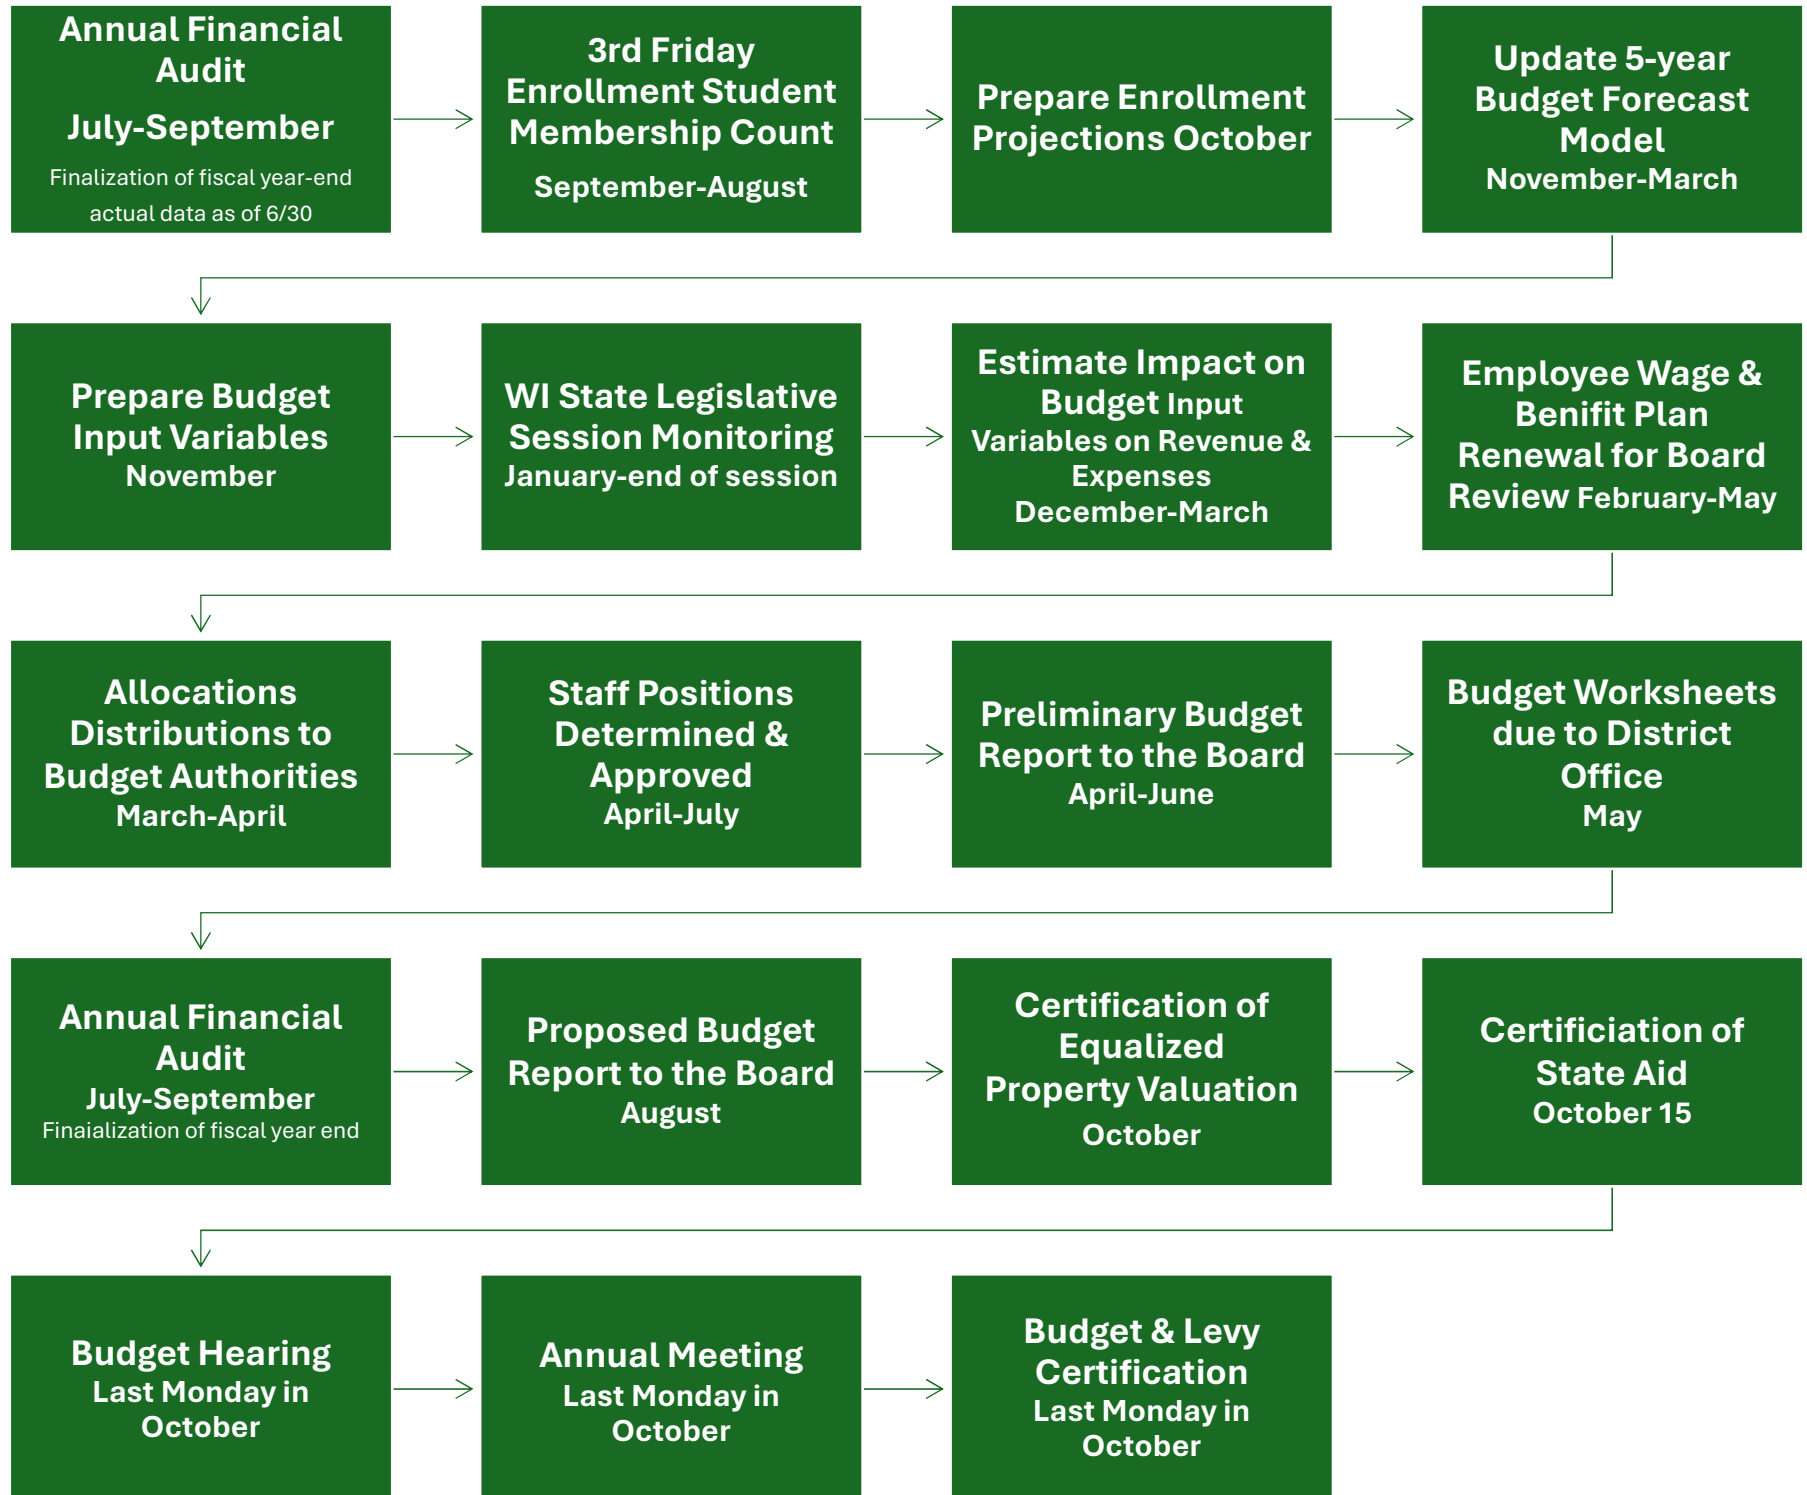 Annual Financial
Audit
July-September
Finalization of fiscal year-end
actual data as of 6/30
3rd Friday
Enrollment Student
Membership Count
September-August
Prepare Enrollment
Projections October
Update 5-year
Budget Forecast
Model
November-March
Prepare Budget
Input Variables
November
WI State Legislative
Session Monitoring
January-end of session
Estimate Impact on
Budget Input
Variables on Revenue &
Expenses
December-March
Employee Wage &
Benifit Plan
Renewal for Board
Review February-May
Allocations
Distributions to
Budget Authorities
March-April
Staff Positions
Determined &
Approved
April-July
Preliminary Budget
Report to the Board
April-June
Budget Worksheets
due to District
Office
May
Annual Financial
Audit
July-September
Finaialization of fiscal year end
Proposed Budget
Report to the Board
August
Certification of
Equalized
Property Valuation
October
Certificiation of
State Aid
October 15
Budget Hearing
Last Monday in
October
Annual Meeting
Last Monday in
October
Budget & Levy
Certification
Last Monday in
October